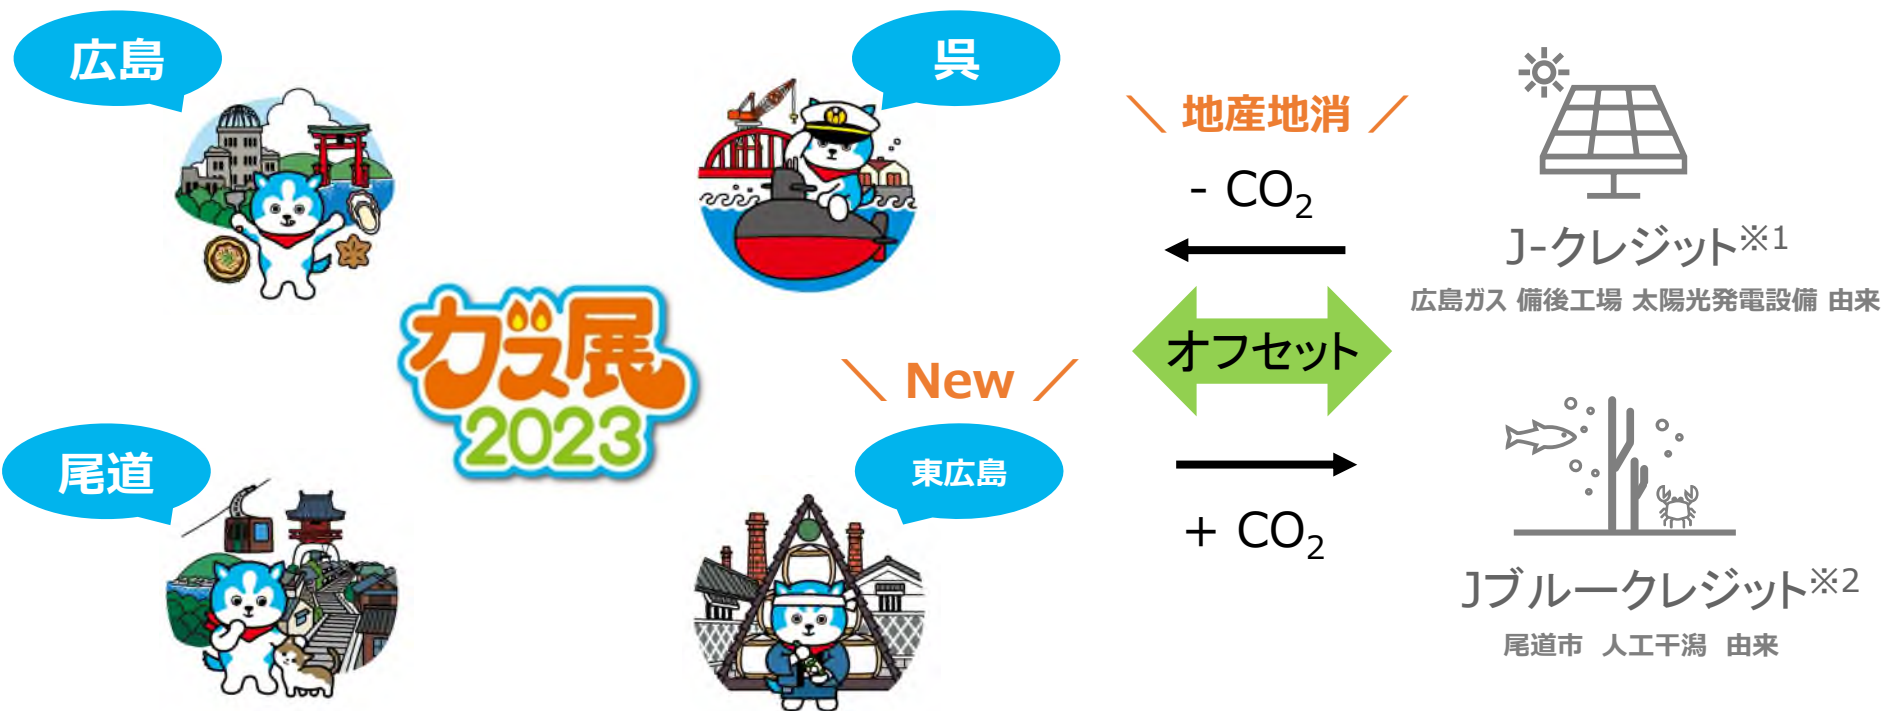 広島
呉
＼ 地産地消 ／
- CO₂
J-クレジット※1
広島ガス 備後工場 太陽光発電設備 由来
ガス展
2023
オフセット
＼ New ／
尾道
東広島
+ CO₂
Jブルークレジット※2
尾道市 人工干潟 由来